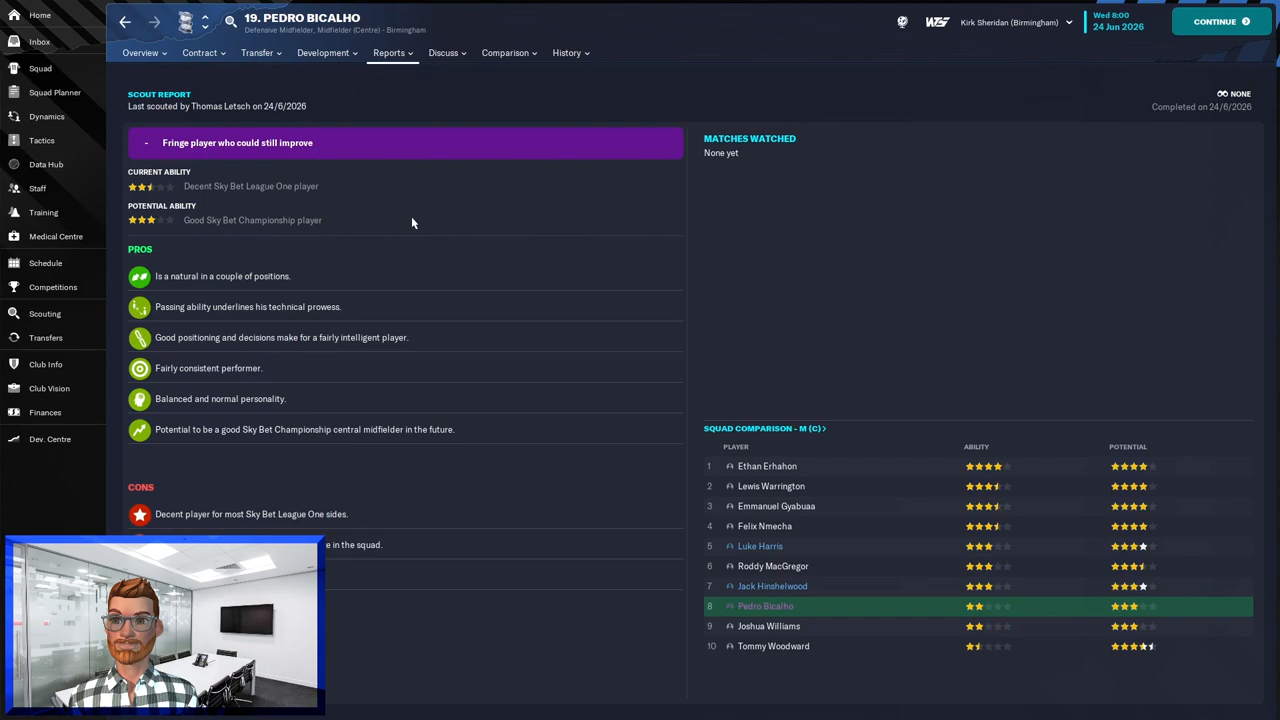 Home
Inbox
Squad
Squad Planner
Dynamics
Tactics
Data Hub
Staff
Training
Medical Centre
Schedule
Competitions
Scouting
Transfers
Club Info
Club Vision
Finances
Dev. Centre
19. PEDRO BICALHO
Defensive Midfielder, Midfielder (Centre) - Birmingham
Kirk Sheridan (Birmingham)
Wed 8:00
24 Jun 2026
CONTINUE
Overview
Contract
Transfer
Development
Reports
Discuss
Comparison
History
SCOUT REPORT
Last scouted by Thomas Letsch on 24/6/2026
NONE
Completed on 24/6/2026
- Fringe player who could still improve
CURRENT ABILITY
Decent Sky Bet League One player
POTENTIAL ABILITY
Good Sky Bet Championship player
PROS
Is a natural in a couple of positions.
Passing ability underlines his technical prowess.
Good positioning and decisions make for a fairly intelligent player.
Fairly consistent performer.
Balanced and normal personality.
Potential to be a good Sky Bet Championship central midfielder in the future.
CONS
Decent player for most Sky Bet League One sides.
in the squad.
MATCHES WATCHED
None yet
SQUAD COMPARISON - M (C) >
PLAYER ABILITY POTENTIAL
1 Ethan Erhahon
2 Lewis Warrington
3 Emmanuel Gyabuaa
4 Felix Nmecha
5 Luke Harris
6 Roddy MacGregor
7 Jack Hinshelwood
8 Pedro Bicalho
9 Joshua Williams
10 Tommy Woodward